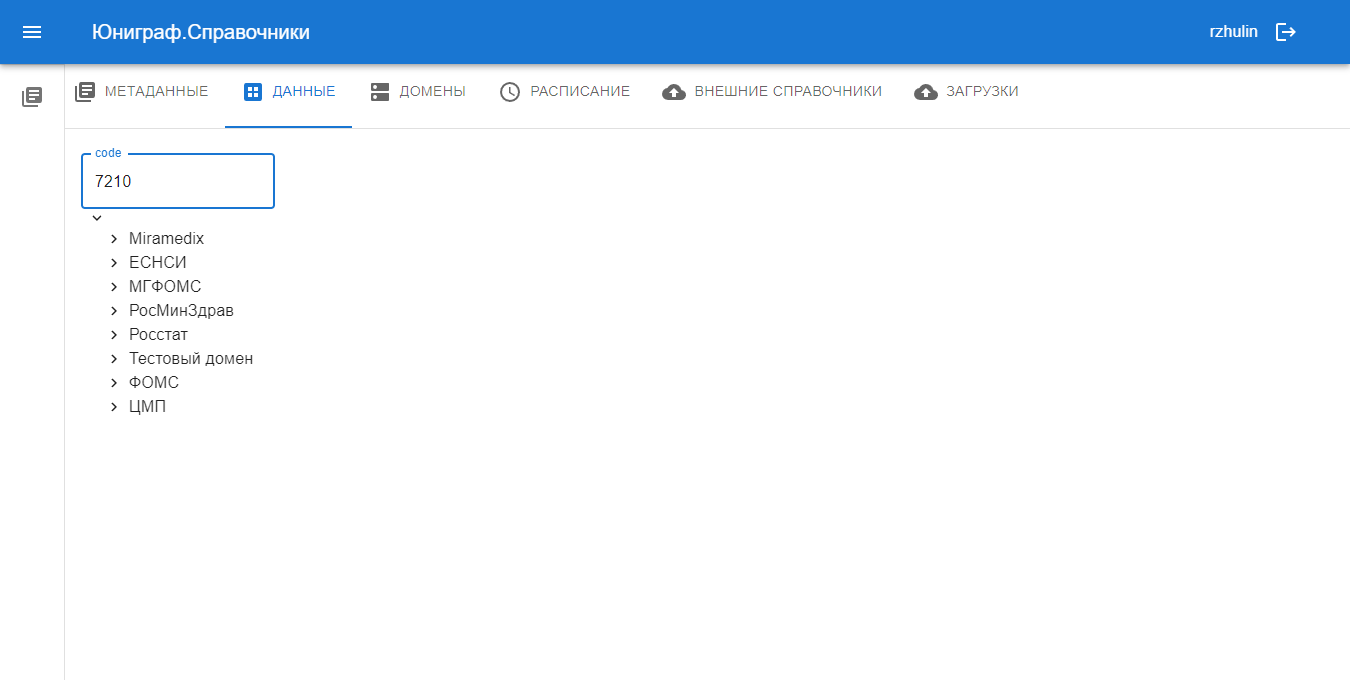 Юниграф.Справочники
rzhulin
МЕТАДАННЫЕ ДАННЫЕ ДОМЕНЫ РАСПИСАНИЕ ВНЕШНИЕ СПРАВОЧНИКИ ЗАГРУЗКИ
code
7210
Miramedix
ЕСНСИ
МГФОМС
РосМинЗдрав
Росстат
Тестовый домен
ФОМС
ЦМП